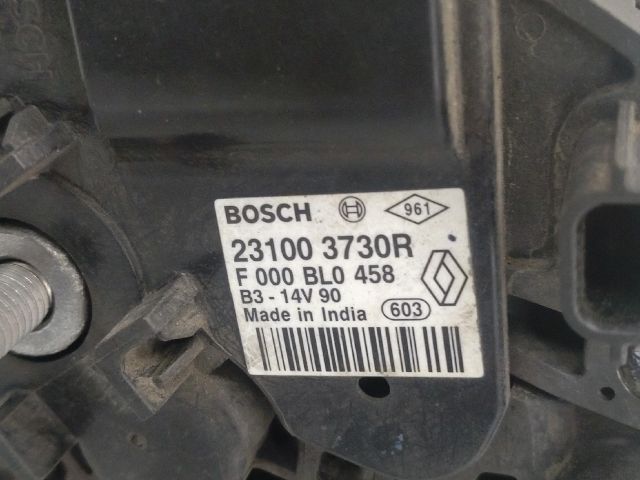 BOSCH 961
23100 3730R
F 000 BL0 458
B3 - 14V 90
Made in India 603